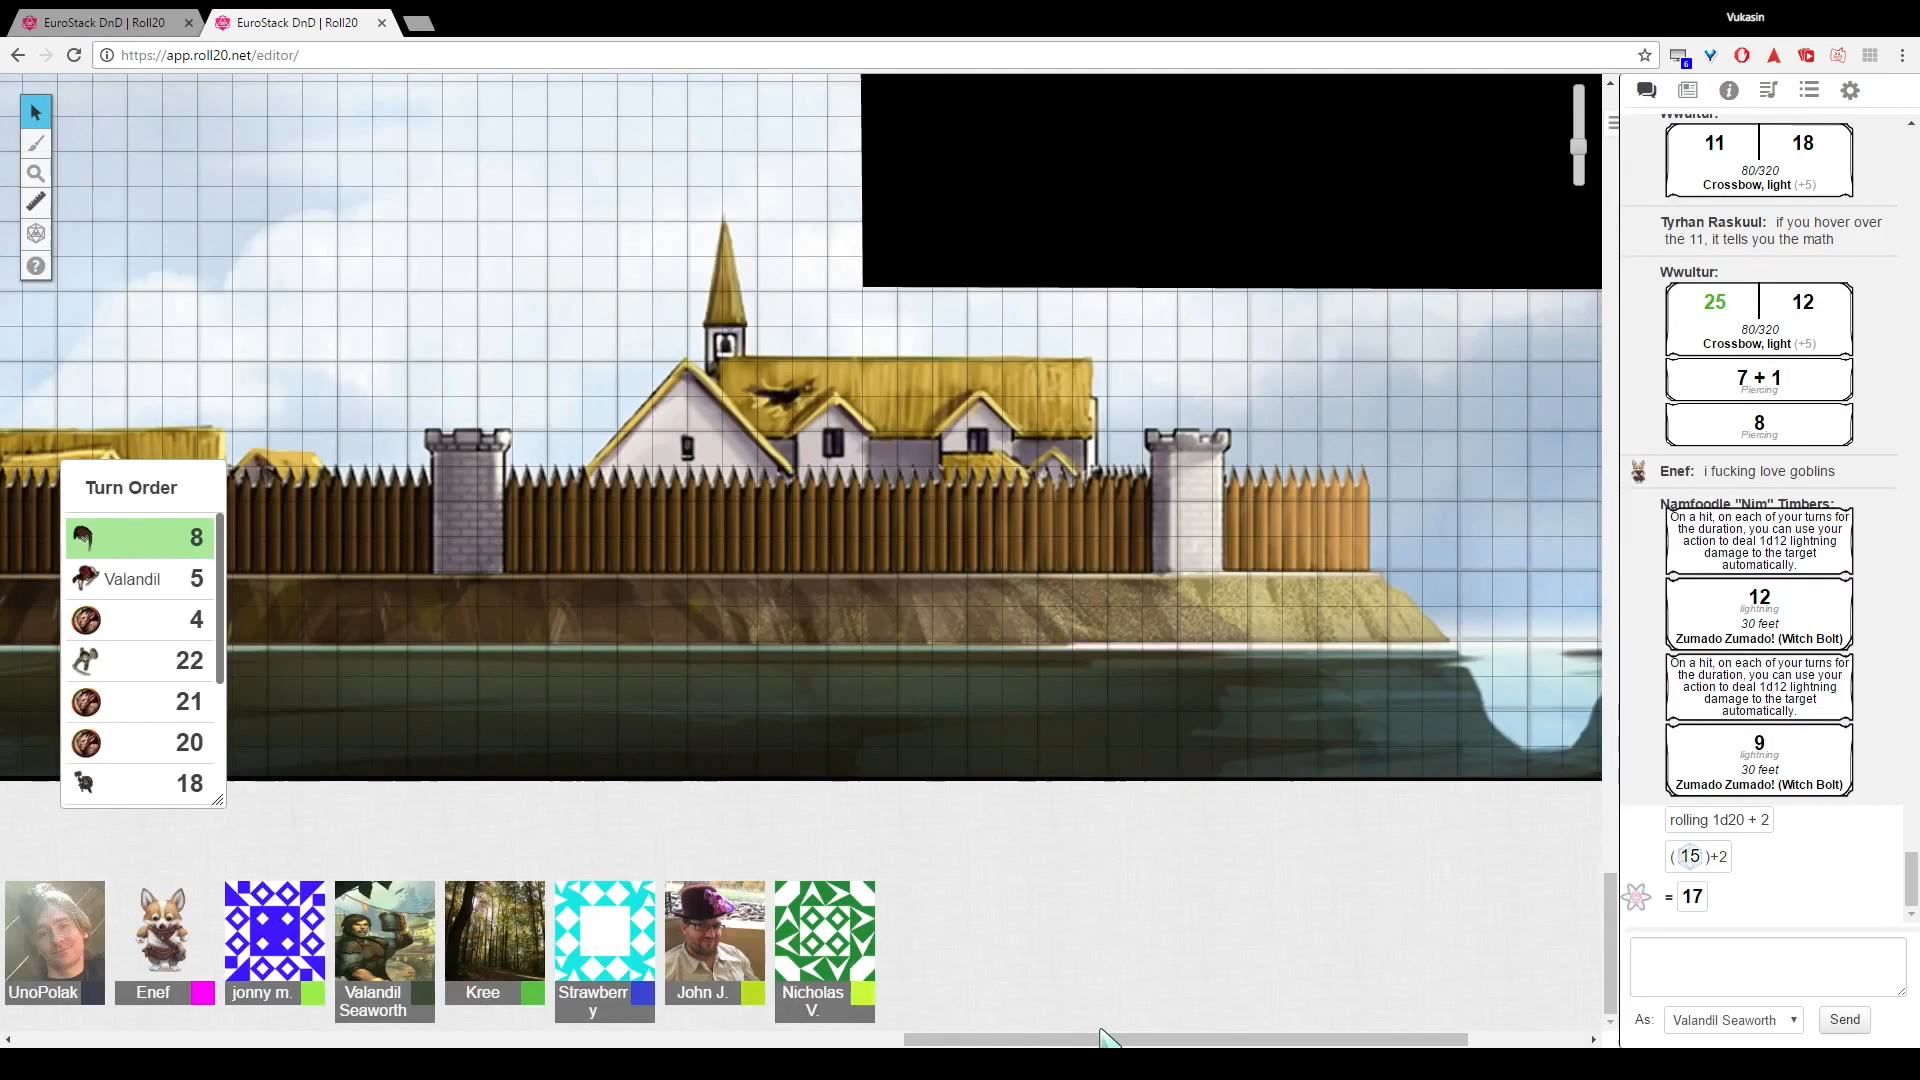 EuroStack DnD | Roll20
EuroStack DnD | Roll20
Vukasin
https://app.roll20.net/editor/
6
Turn Order
8
Valandil 5
4
22
21
20
18
UnoPolak
Enef
jonny m.
Valandil
Seaworth
Kree
Strawberr
y
John J.
Nicholas
V.
Wwultur:
11 18
80/320
Crossbow, light (+5)
Tyrhan Raskuul: if you hover over
the 11, it tells you the math
Wwultur:
25 12
80/320
Crossbow, light (+5)
7 + 1
Piercing
8
Piercing
Enef: i fucking love goblins
Namfoodle "Nim" Timbers:
On a hit, on each of your turns for
the duration, you can use your
action to deal 1d12 lightning
damage to the target
automatically.
12
lightning
30 feet
Zumado Zumado! (Witch Bolt)
On a hit, on each of your turns for
the duration, you can use your
action to deal 1d12 lightning
damage to the target
automatically.
9
lightning
30 feet
Zumado Zumado! (Witch Bolt)
rolling 1d20 + 2
(15)+2
= 17
As: Valandil Seaworth Send